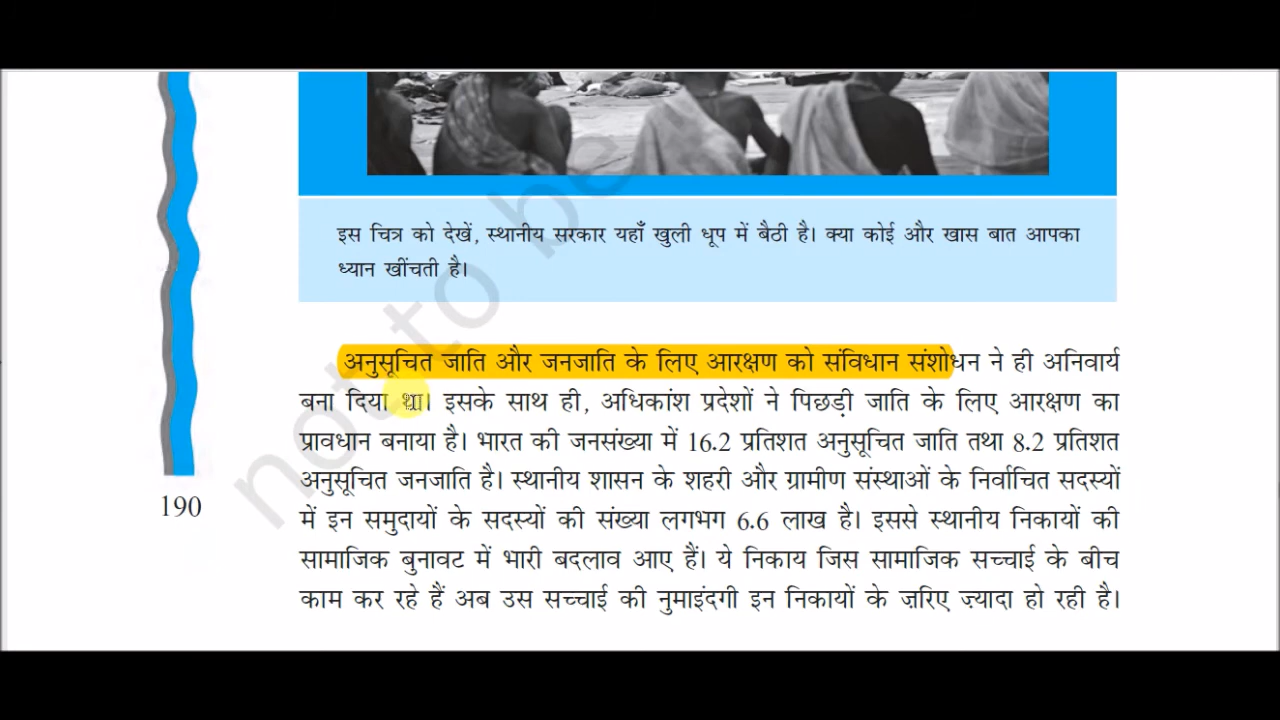 इस चित्र को देखें, स्थानीय सरकार यहाँ खुली धूप में बैठी है। क्या कोई और खास बात आपका
ध्यान खींचती है।
अनुसूचित जाति और जनजाति के लिए आरक्षण को संविधान संशोधन ने ही अनिवार्य
बना दिया था। इसके साथ ही, अधिकांश प्रदेशों ने पिछड़ी जाति के लिए आरक्षण का
प्रावधान बनाया है। भारत की जनसंख्या में 16.2 प्रतिशत अनुसूचित जाति तथा 8.2 प्रतिशत
अनुसूचित जनजाति है। स्थानीय शासन के शहरी और ग्रामीण संस्थाओं के निर्वाचित सदस्यों
में इन समुदायों के सदस्यों की संख्या लगभग 6.6 लाख है। इससे स्थानीय निकायों की
सामाजिक बुनावट में भारी बदलाव आए हैं। ये निकाय जिस सामाजिक सच्चाई के बीच
काम कर रहे हैं अब उस सच्चाई की नुमाइंदगी इन निकायों के ज़रिए ज़्यादा हो रही है।
190
not to be